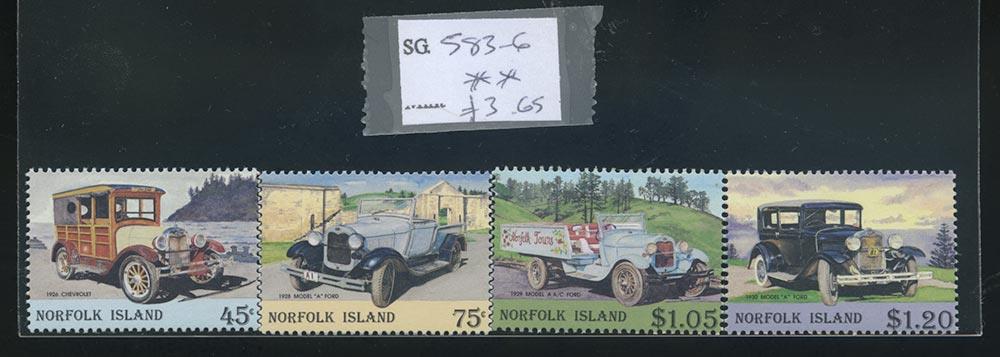 SG. 583-6
**
£3.65
1926 CHEVROLET
45c
NORFOLK ISLAND
1928 MODEL "A" FORD
A1
75c
NORFOLK ISLAND
Norfolk Tours
1929 MODEL A A/C FORD
$1.05
NORFOLK ISLAND
1930 MODEL "A" FORD
$1.20
NORFOLK ISLAND